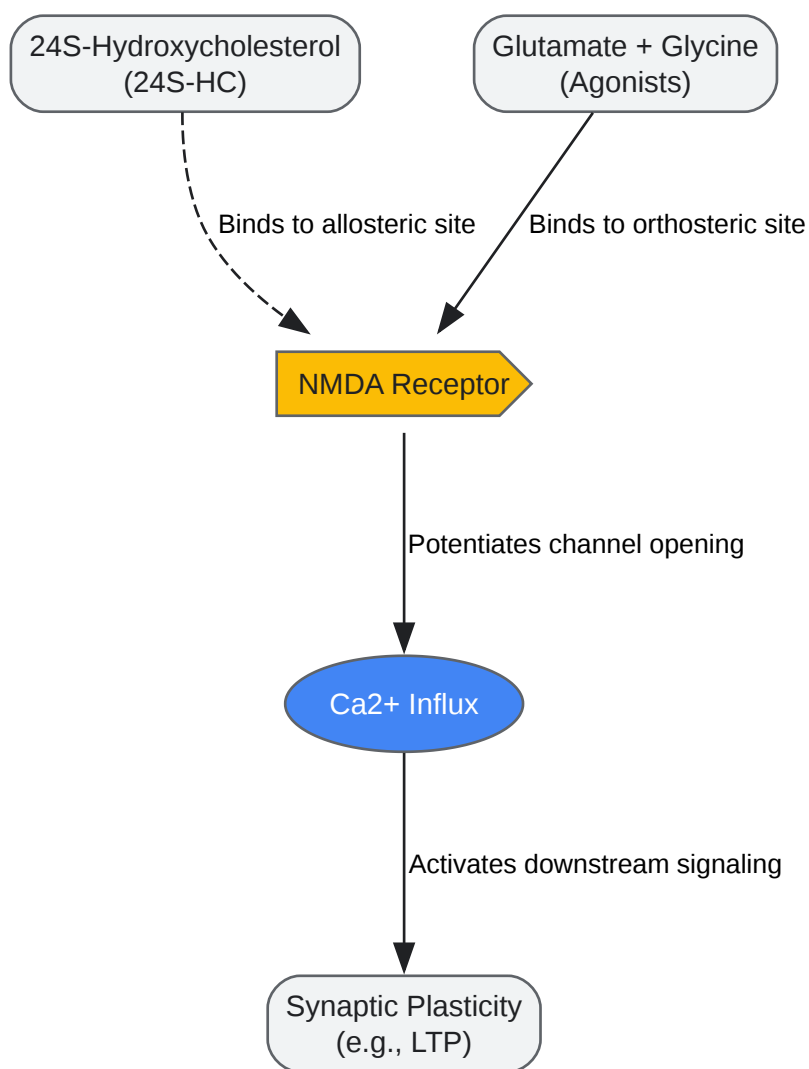 24S-Hydroxycholesterol
(24S-HC)
Glutamate + Glycine
(Agonists)
Binds to allosteric site
Binds to orthosteric site
NMDA Receptor
Potentiates channel opening
Ca2+ Influx
Activates downstream signaling
Synaptic Plasticity
(e.g., LTP)